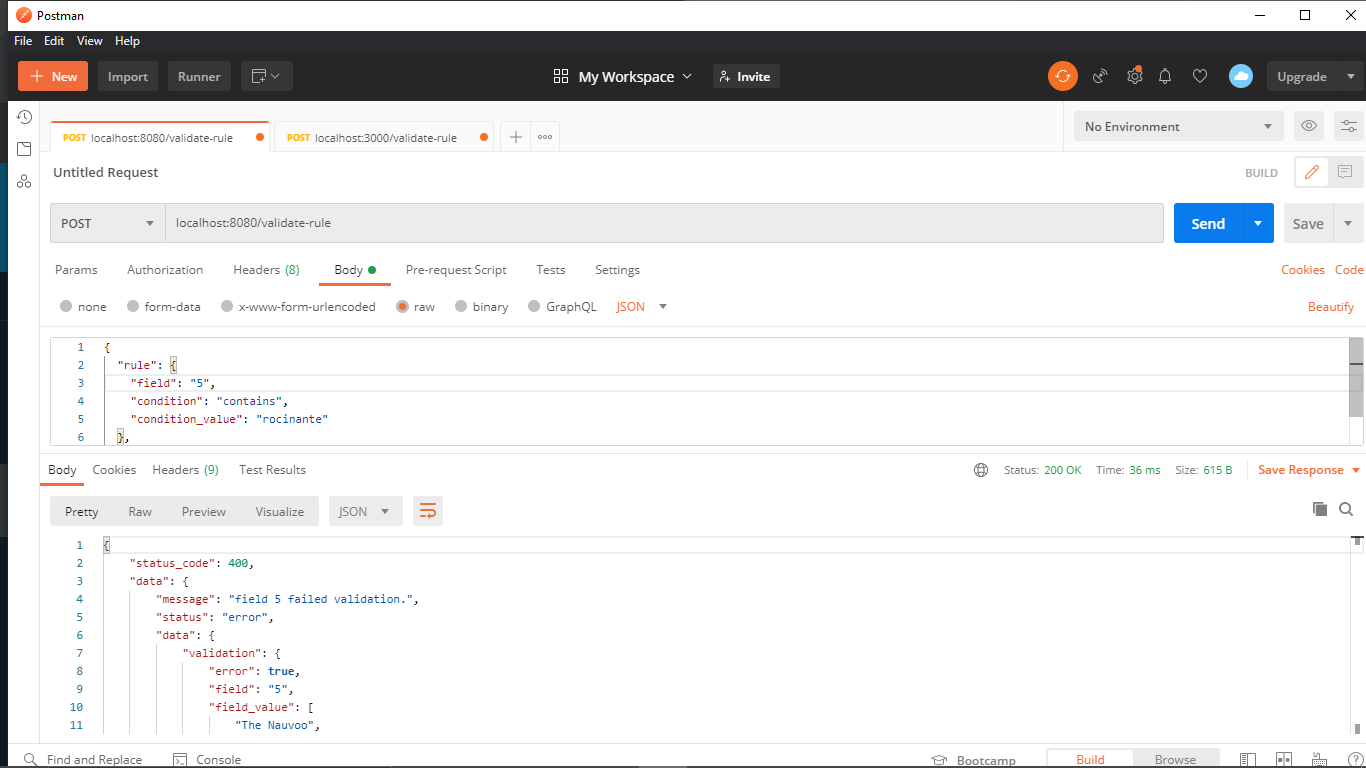 Postman
File Edit View Help
New Import Runner My Workspace Invite Upgrade
POST localhost:8080/validate-rule POST localhost:3000/validate-rule No Environment
Untitled Request BUILD
POST localhost:8080/validate-rule Send Save
Params Authorization Headers (8) Body Pre-request Script Tests Settings Cookies Code
none form-data x-www-form-urlencoded raw binary GraphQL JSON Beautify
1 {
2 "rule": {
3 "field": "5",
4 "condition": "contains",
5 "condition_value": "rocinante"
6 },
Body Cookies Headers (9) Test Results Status: 200 OK Time: 36 ms Size: 615 B Save Response
Pretty Raw Preview Visualize JSON
1 {
2 "status_code": 400,
3 "data": {
4 "message": "field 5 failed validation.",
5 "status": "error",
6 "data": {
7 "validation": {
8 "error": true,
9 "field": "5",
10 "field_value": [
11 "The Nauvoo",
Find and Replace Console Bootcamp Build Browse